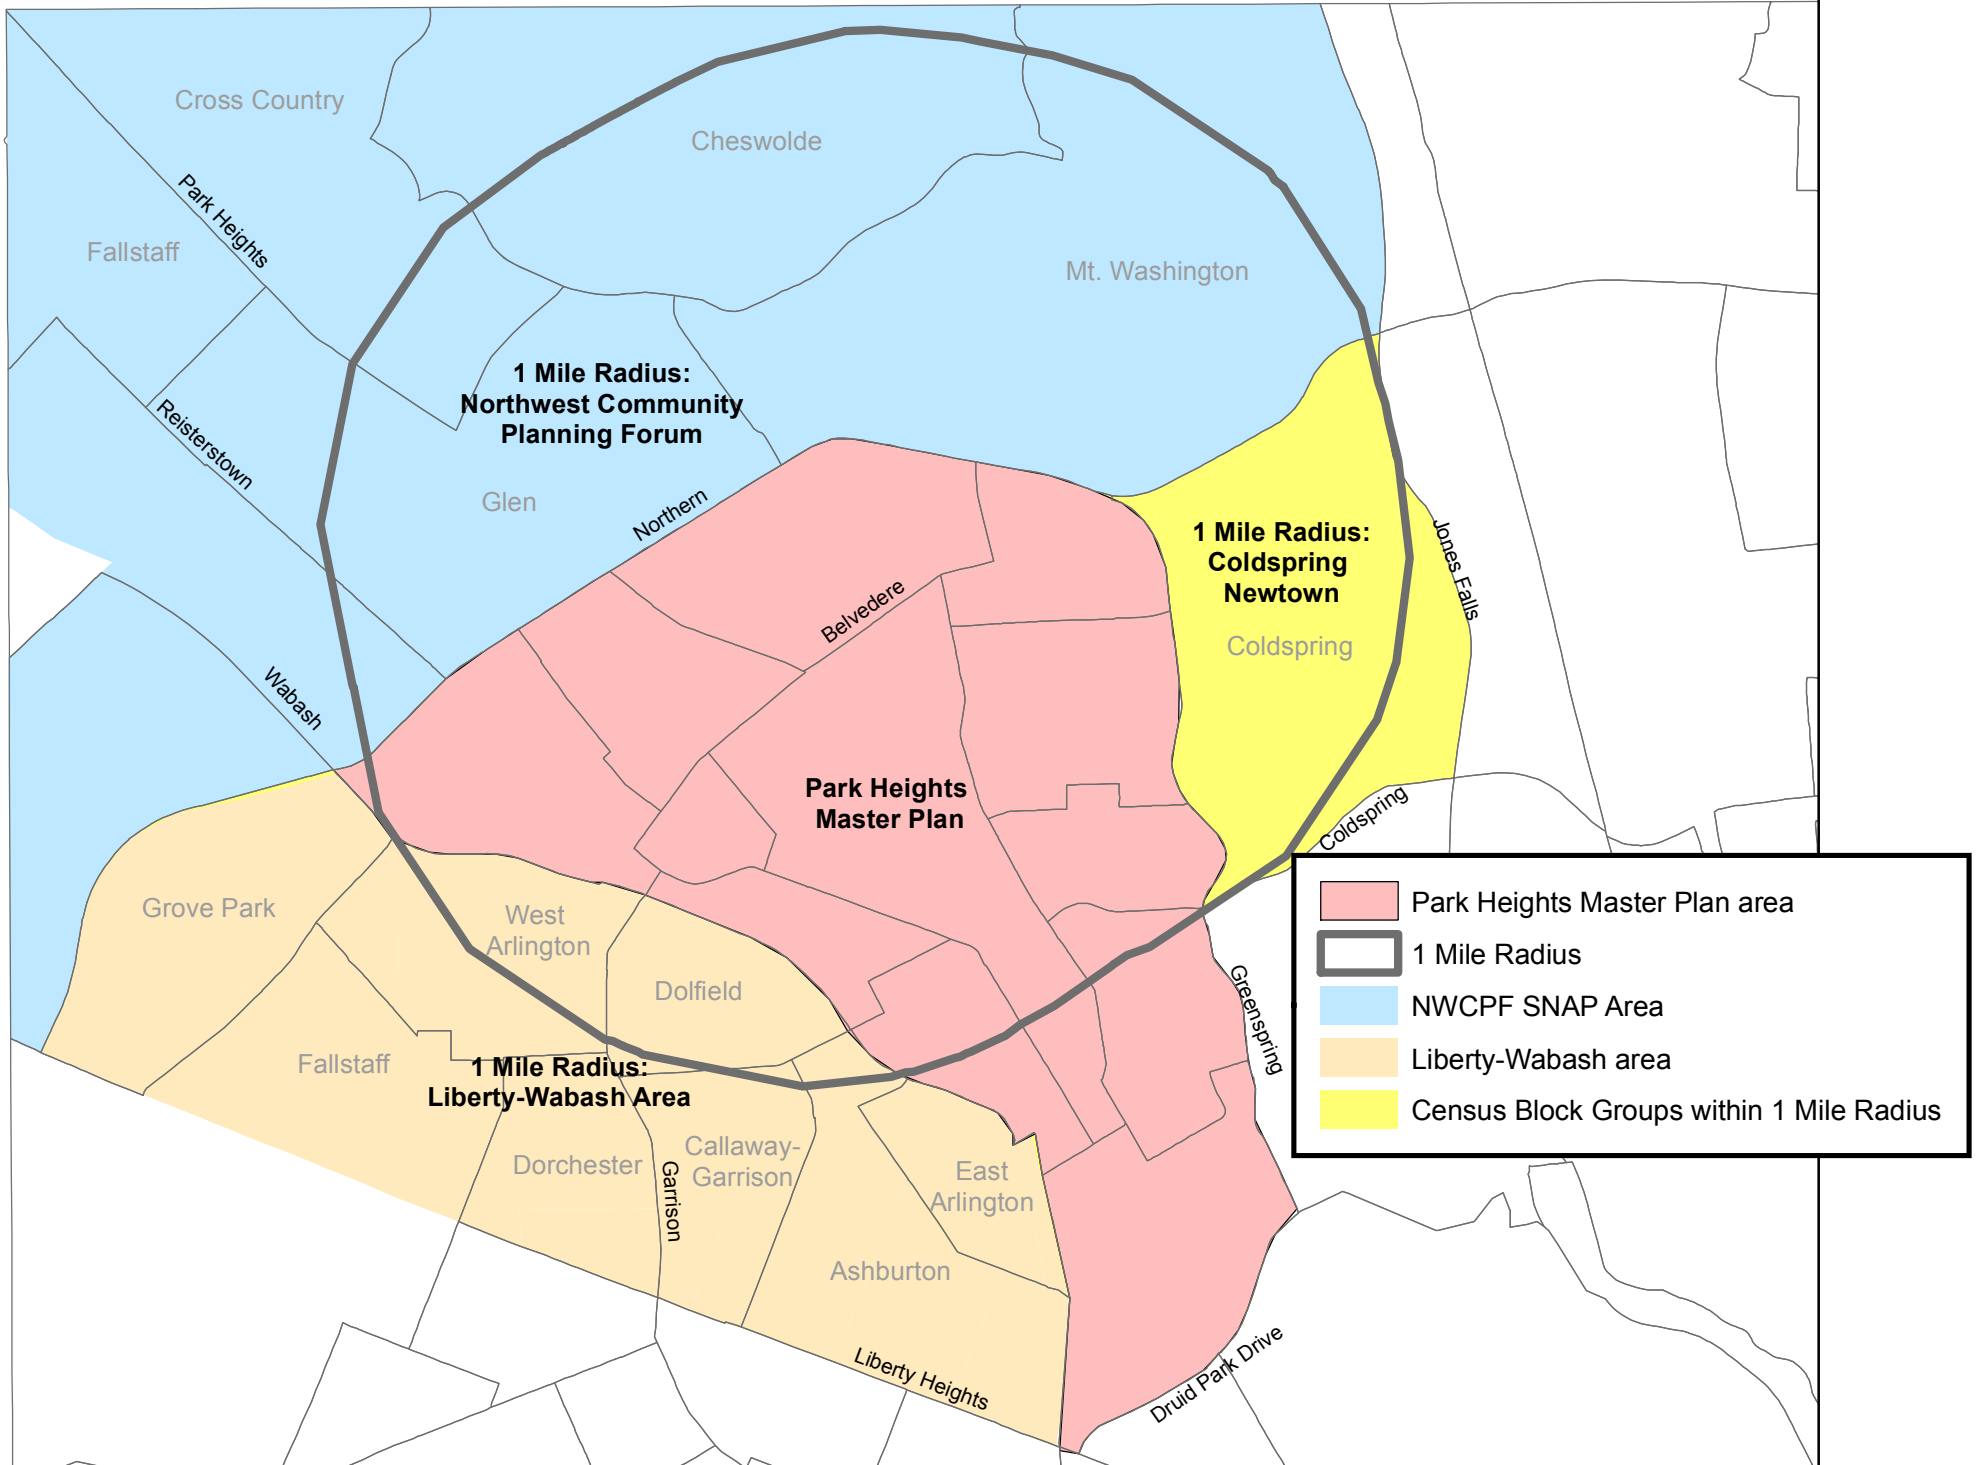 Cross Country
Cheswolde
Park Heights
Fallstaff
Mt. Washington
1 Mile Radius:
Northwest Community
Planning Forum
Reisterstown
Glen
Northern
1 Mile Radius:
Coldspring
Newtown
Jones Falls
Belvedere
Coldspring
Wabash
Park Heights
Master Plan
Coldspring
Grove Park
West
Arlington
Dolfield
Greenspring
Fallstaff
1 Mile Radius:
Liberty-Wabash Area
Dorchester
Garrison
Callaway-
Garrison
East
Arlington
Ashburton
Liberty Heights
Druid Park Drive
Park Heights Master Plan area
1 Mile Radius
NWCPF SNAP Area
Liberty-Wabash area
Census Block Groups within 1 Mile Radius